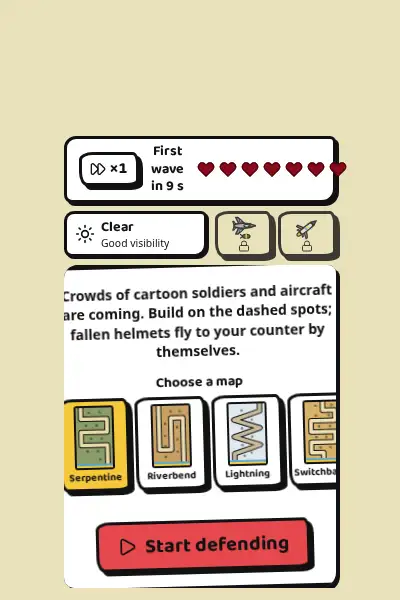 ×1
First
wave
in 9 s
Clear
Good visibility
Crowds of cartoon soldiers and aircraft
are coming. Build on the dashed spots;
fallen helmets fly to your counter by
themselves.
Choose a map
Serpentine
Riverbend
Lightning
Switchba
Start defending